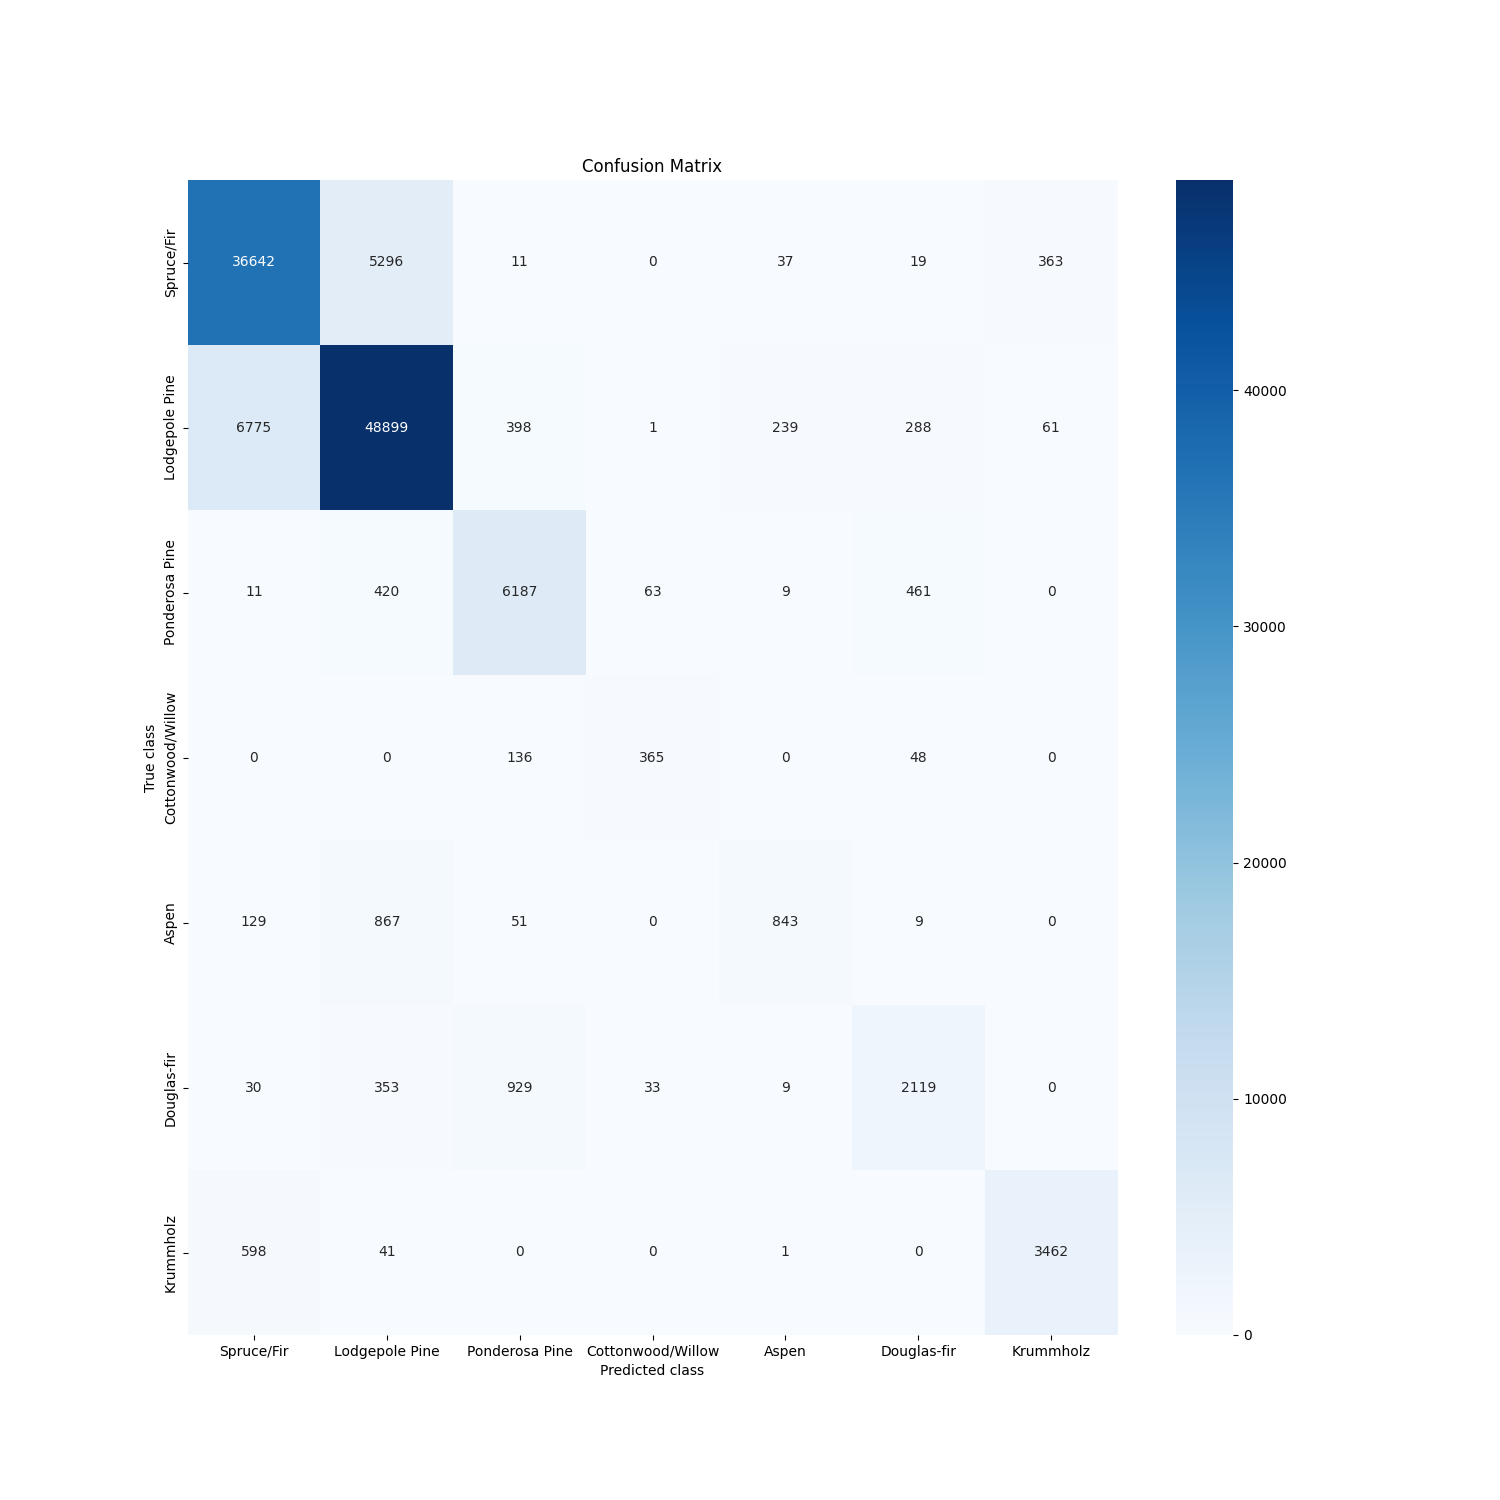 Confusion Matrix
Spruce/Fir 36642 5296 11 0 37 19 363
Lodgepole Pine 6775 48899 398 1 239 288 61
Ponderosa Pine 11 420 6187 63 9 461 0
Cottonwood/Willow 0 0 136 365 0 48 0
Aspen 129 867 51 0 843 9 0
Douglas-fir 30 353 929 33 9 2119 0
Krummholz 598 41 0 0 1 0 3462
True class
Spruce/Fir Lodgepole Pine Ponderosa Pine Cottonwood/Willow Aspen Douglas-fir Krummholz
Predicted class
40000
30000
20000
10000
0